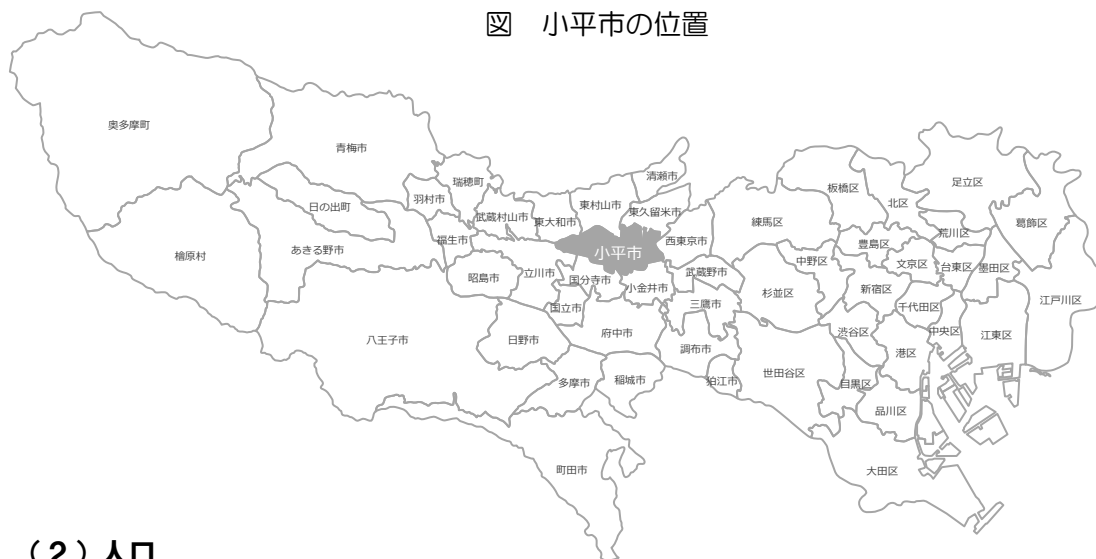 図 小平市の位置
奥多摩町
青梅市
瑞穂町
羽村市
日の出町
武蔵村山市
東大和市
東村山市
清瀬市
東久留米市
福生市
あきる野市
檜原村
昭島市
立川市
小平市
西東京市
国分寺市
小金井市
武蔵野市
三鷹市
国立市
八王子市
日野市
府中市
調布市
狛江市
多摩市
稲城市
町田市
練馬区
板橋区
北区
足立区
葛飾区
荒川区
豊島区
文京区
台東区
墨田区
中野区
杉並区
新宿区
千代田区
江戸川区
渋谷区
中央区
江東区
港区
世田谷区
目黒区
品川区
大田区
(2)人口